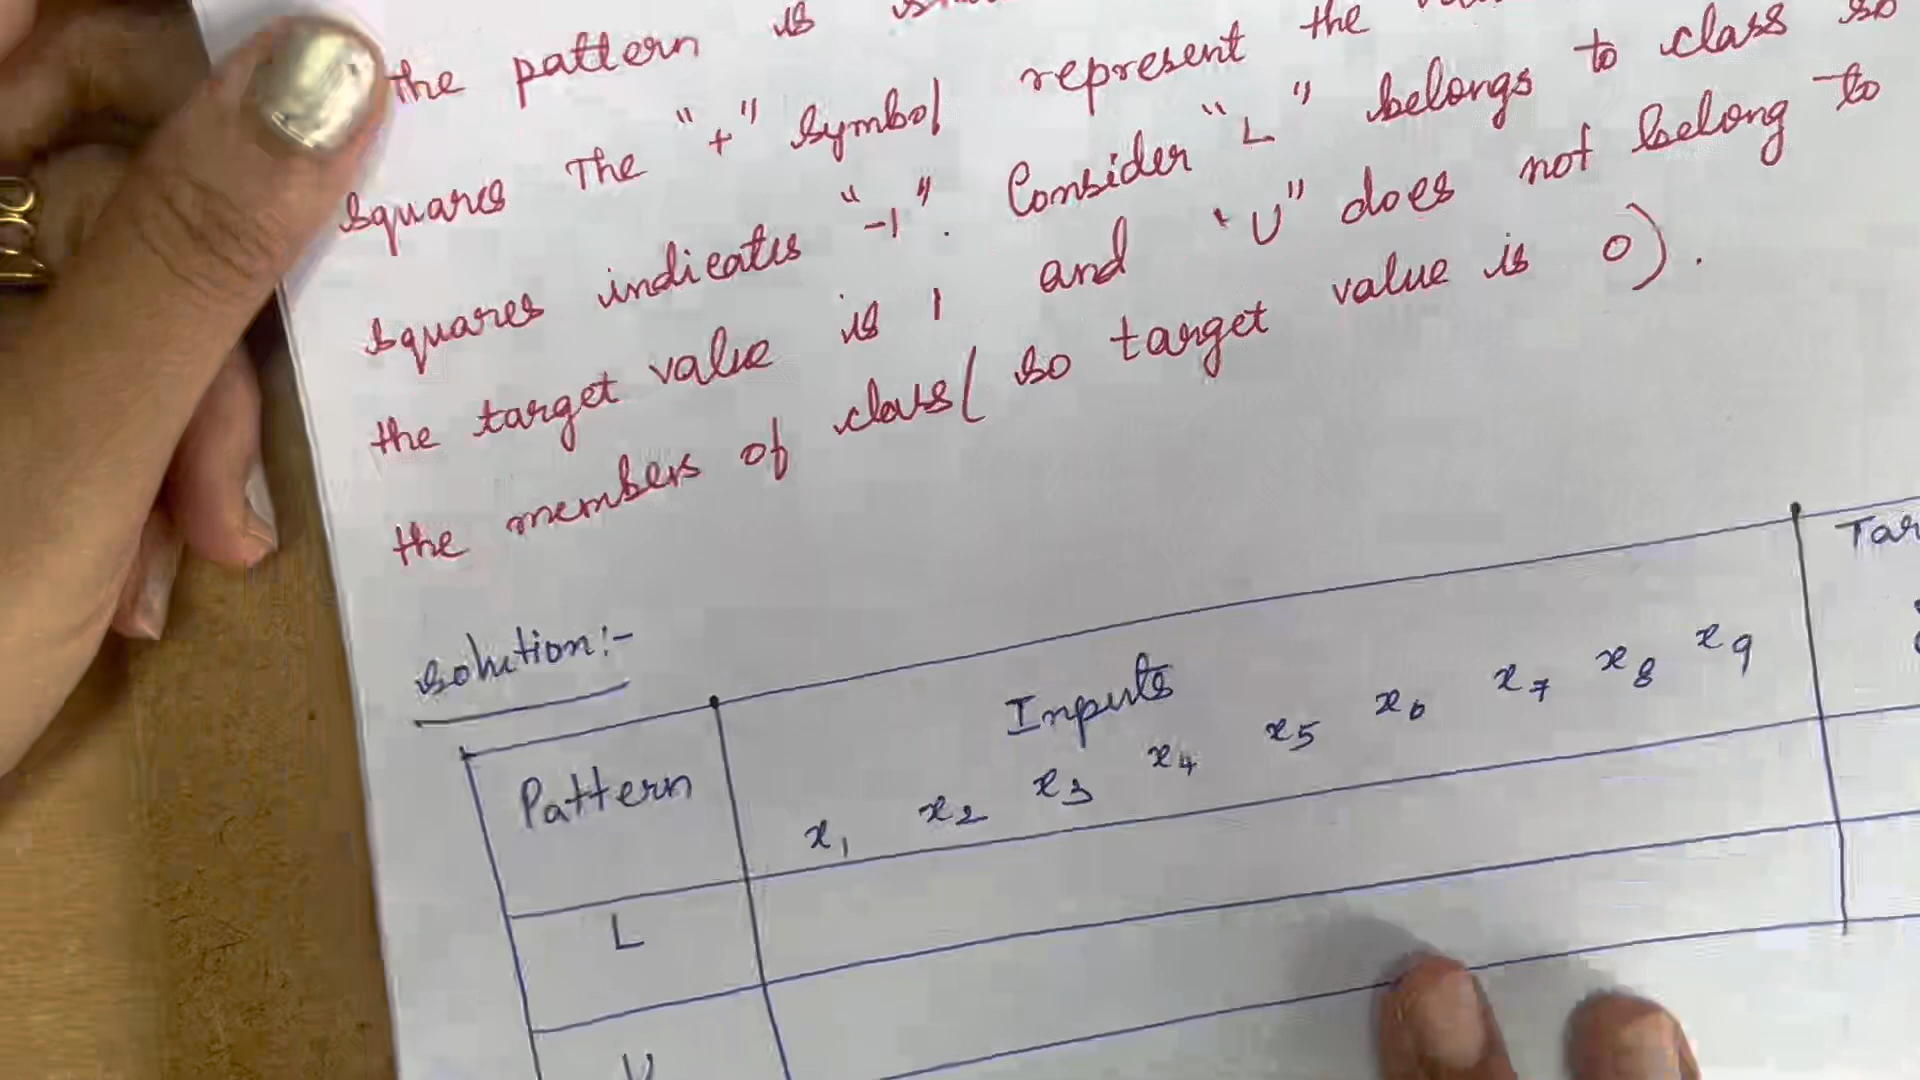 the pattern is
squares The "+" symbol represent the
squares indicates "-1". Consider "L" belongs to class so
the target value is 1 and "U" does not belong to
the members of class( so target value is 0).
Solution:-
Pattern Inputs
x1 x2 x3 x4 x5 x6 x7 x8 x9
L
U